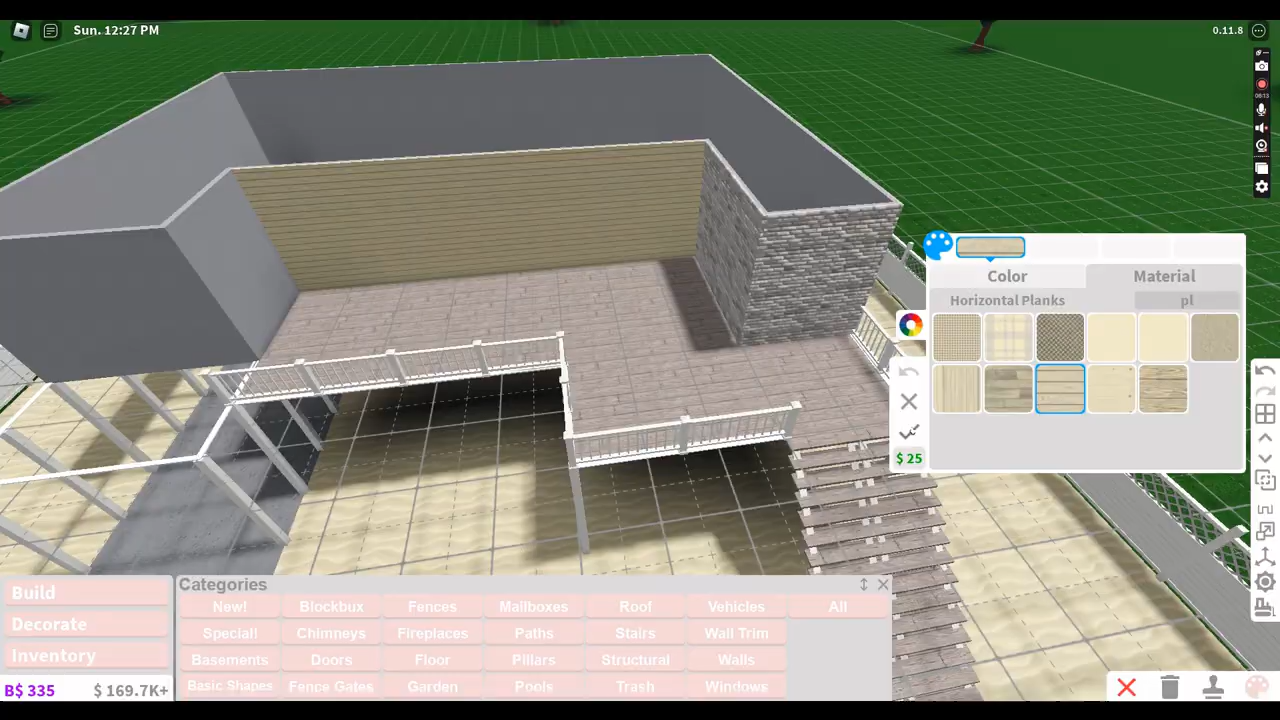 Sun. 12:27 PM
0.11.8
08:13
Color Material
Horizontal Planks pl
$ 25
Categories
Build
Decorate
Inventory
New! Blockbux Fences Mailboxes Roof Vehicles All
Special! Chimneys Fireplaces Paths Stairs Wall Trim
Basements Doors Floor Pillars Structural Walls
Basic Shapes Fence Gates Garden Pools Trash Windows
B$ 335 $ 169.7K+